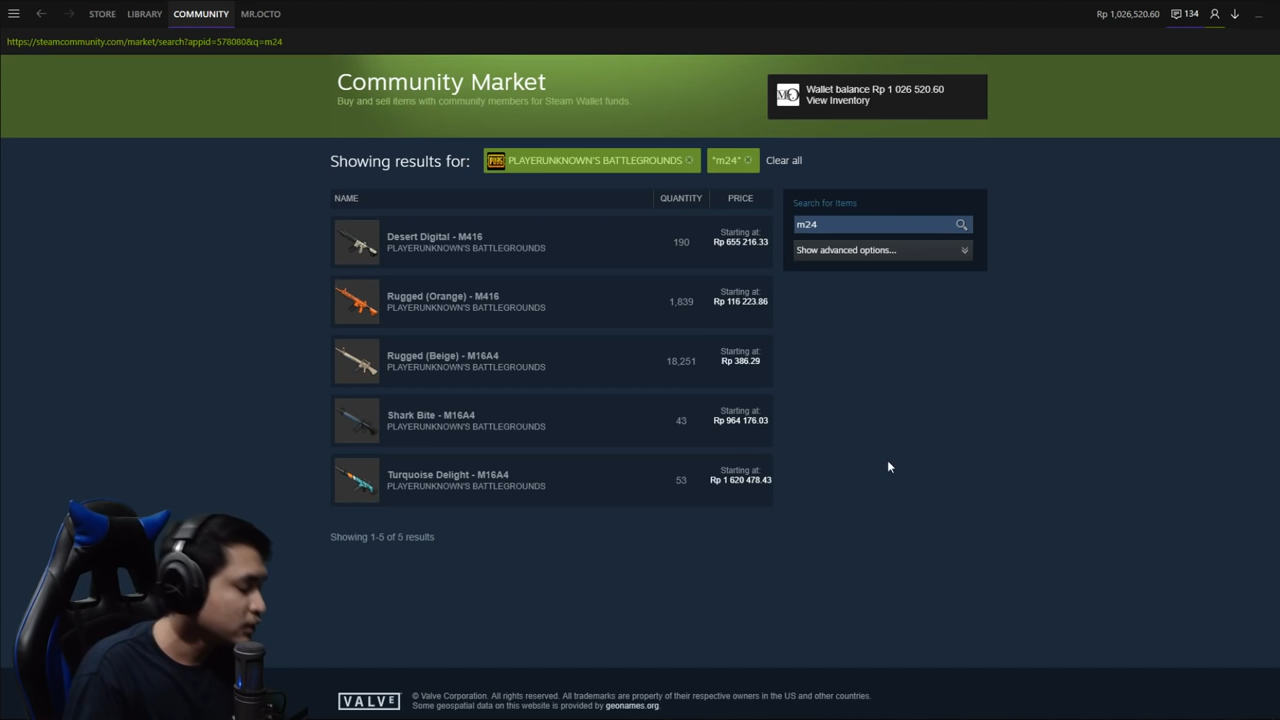 STORE LIBRARY COMMUNITY MR.OCTO Rp 1,026,520.60 134
https://steamcommunity.com/market/search?appid=578080&q=m24
Community Market
Buy and sell items with community members for Steam Wallet funds.
Wallet balance Rp 1 026 520.60
View Inventory
Showing results for: PLAYERUNKNOWN'S BATTLEGROUNDS "m24" Clear all
NAME QUANTITY PRICE
Desert Digital - M416
PLAYERUNKNOWN'S BATTLEGROUNDS
190
Starting at:
Rp 655 216.33
Rugged (Orange) - M416
PLAYERUNKNOWN'S BATTLEGROUNDS
1,839
Starting at:
Rp 116 223.86
Rugged (Beige) - M16A4
PLAYERUNKNOWN'S BATTLEGROUNDS
18,251
Starting at:
Rp 386.29
Shark Bite - M16A4
PLAYERUNKNOWN'S BATTLEGROUNDS
43
Starting at:
Rp 964 176.03
Turquoise Delight - M16A4
PLAYERUNKNOWN'S BATTLEGROUNDS
53
Starting at:
Rp 1 620 478.43
Showing 1-5 of 5 results
Search for Items
m24
Show advanced options...
VALVE
© Valve Corporation. All rights reserved. All trademarks are property of their respective owners in the US and other countries.
Some geospatial data on this website is provided by geonames.org.